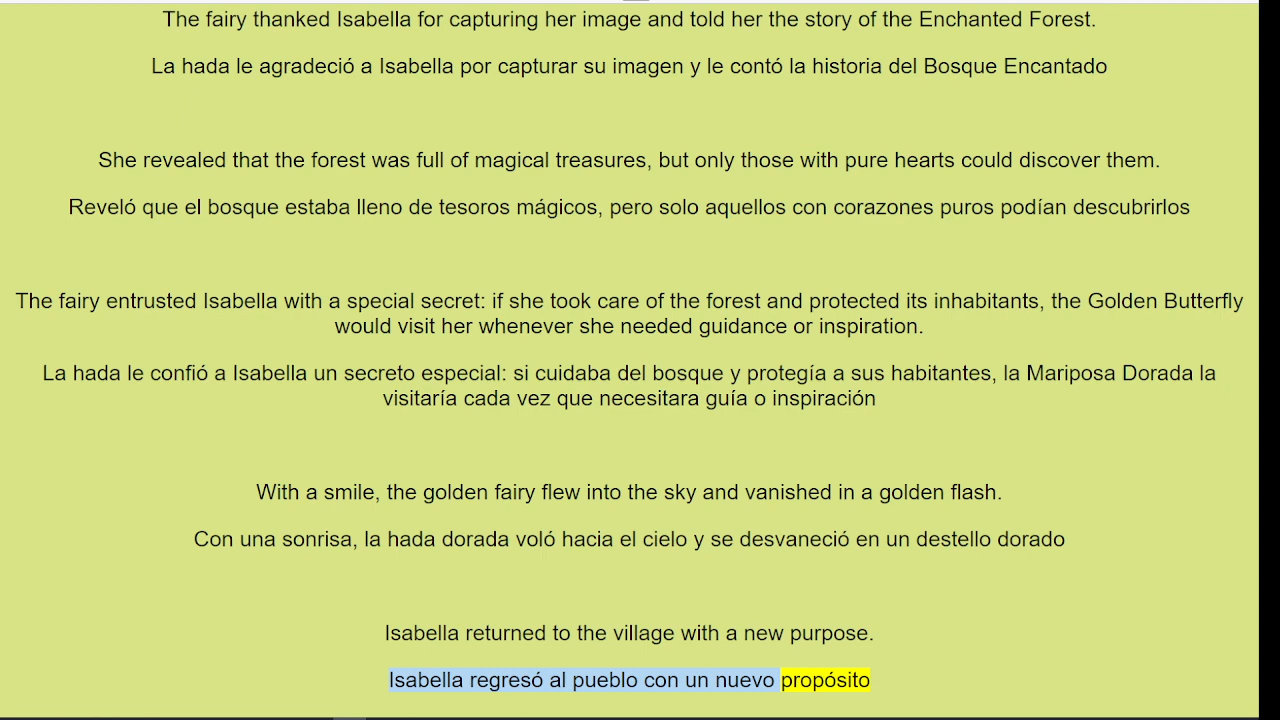 The fairy thanked Isabella for capturing her image and told her the story of the Enchanted Forest.
La hada le agradeció a Isabella por capturar su imagen y le contó la historia del Bosque Encantado
She revealed that the forest was full of magical treasures, but only those with pure hearts could discover them.
Reveló que el bosque estaba lleno de tesoros mágicos, pero solo aquellos con corazones puros podían descubrirlos
The fairy entrusted Isabella with a special secret: if she took care of the forest and protected its inhabitants, the Golden Butterfly
would visit her whenever she needed guidance or inspiration.
La hada le confió a Isabella un secreto especial: si cuidaba del bosque y protegía a sus habitantes, la Mariposa Dorada la
visitaría cada vez que necesitara guía o inspiración
With a smile, the golden fairy flew into the sky and vanished in a golden flash.
Con una sonrisa, la hada dorada voló hacia el cielo y se desvaneció en un destello dorado
Isabella returned to the village with a new purpose.
Isabella regresó al pueblo con un nuevo propósito